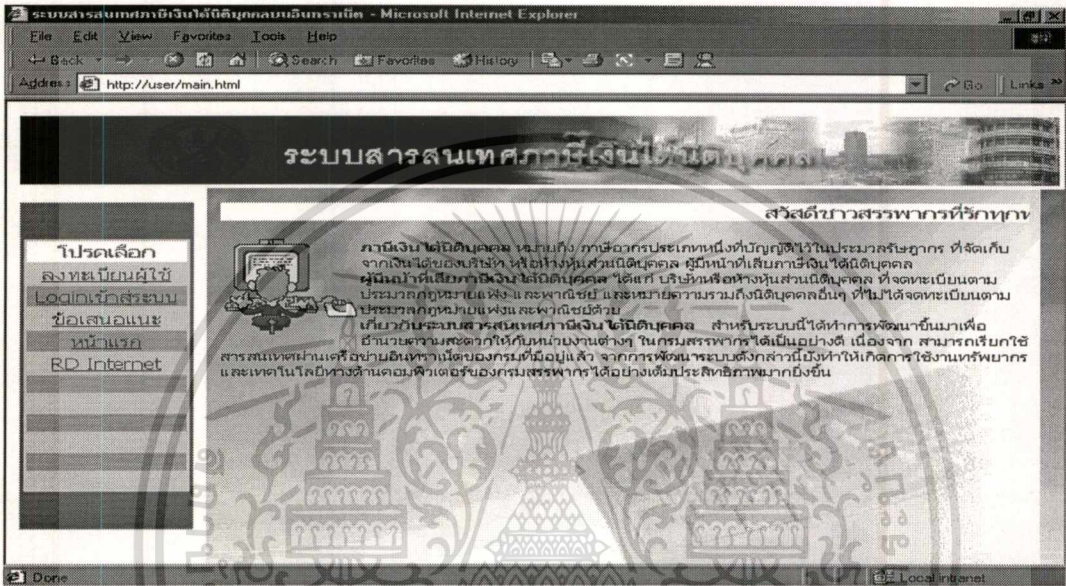 ระบบสารสนเทศภาษีเงินได้นิติบุคคลบนอินทราเน็ต - Microsoft Internet Explorer
File Edit View Favorites Tools Help
Back Search Favorites History
Address http://user/main.html Go Links
ระบบสารสนเทศภาษีเงินได้นิติบุคคล
สวัสดีชาวสรรพากรที่รักทุกท
โปรดเลือก
ลงทะเบียนผู้ใช้
Loginเข้าสู่ระบบ
ข้อเสนอแนะ
หน้าแรก
RD Internet
ภาษีเงินได้นิติบุคคล หมายถึง ภาษีอากรประเภทหนึ่งที่บัญญัติไว้ในประมวลรัษฎากร ที่จัดเก็บ
จากเงินได้ของบริษัท หรือห้างหุ้นส่วนนิติบุคคล ผู้มีหน้าที่เสียภาษีเงินได้นิติบุคคล
ผู้มีหน้าที่เสียภาษีเงินได้นิติบุคคล ได้แก่ บริษัทหรือห้างหุ้นส่วนนิติบุคคล ที่จดทะเบียนตาม
ประมวลกฎหมายแพ่ง และพาณิชย์ และหมายความรวมถึงนิติบุคคลอื่นๆ ที่ไม่ได้จดทะเบียนตาม
ประมวลกฎหมายแพ่งและพาณิชย์ด้วย
เกี่ยวกับระบบสารสนเทศภาษีเงินได้นิติบุคคล สำหรับระบบนี้ได้ทำการพัฒนาขึ้นมาเพื่อ
อำนวยความสะดวกให้กับหน่วยงานต่างๆ ในกรมสรรพากรได้เป็นอย่างดี เนื่องจาก สามารถเรียกใช้
สารสนเทศผ่านเครือข่ายอินทราเน็ตของกรมที่มีอยู่แล้ว จากการพัฒนาระบบดังกล่าวนี้ยังทำให้เกิดการใช้งานทรัพยากร
และเทคโนโลยีทางด้านคอมพิวเตอร์ของกรมสรรพากรได้อย่างเต็มประสิทธิภาพมากยิ่งขึ้น
Done Local intranet